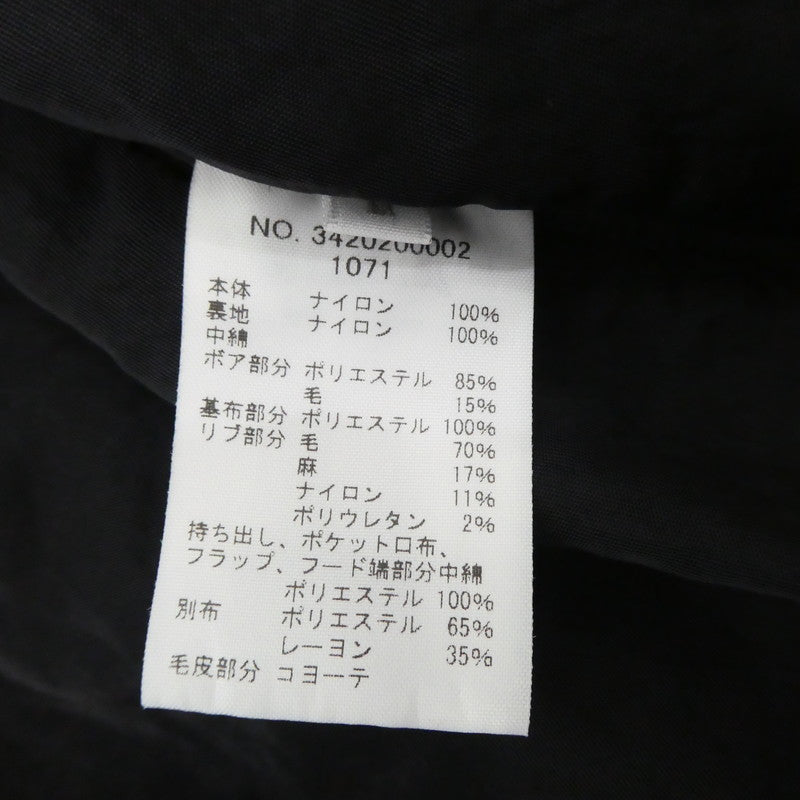 NO. 3420200002
1071
本体 ナイロン 100%
裏地 ナイロン 100%
中綿
ボア部分 ポリエステル 85%
毛 15%
基布部分 ポリエステル 100%
リブ部分 毛 70%
麻 17%
ナイロン 11%
ポリウレタン 2%
持ち出し、ポケット口布、
フラップ、フード端部分中綿
ポリエステル 100%
別布 ポリエステル 65%
レーヨン 35%
毛皮部分 コヨーテ